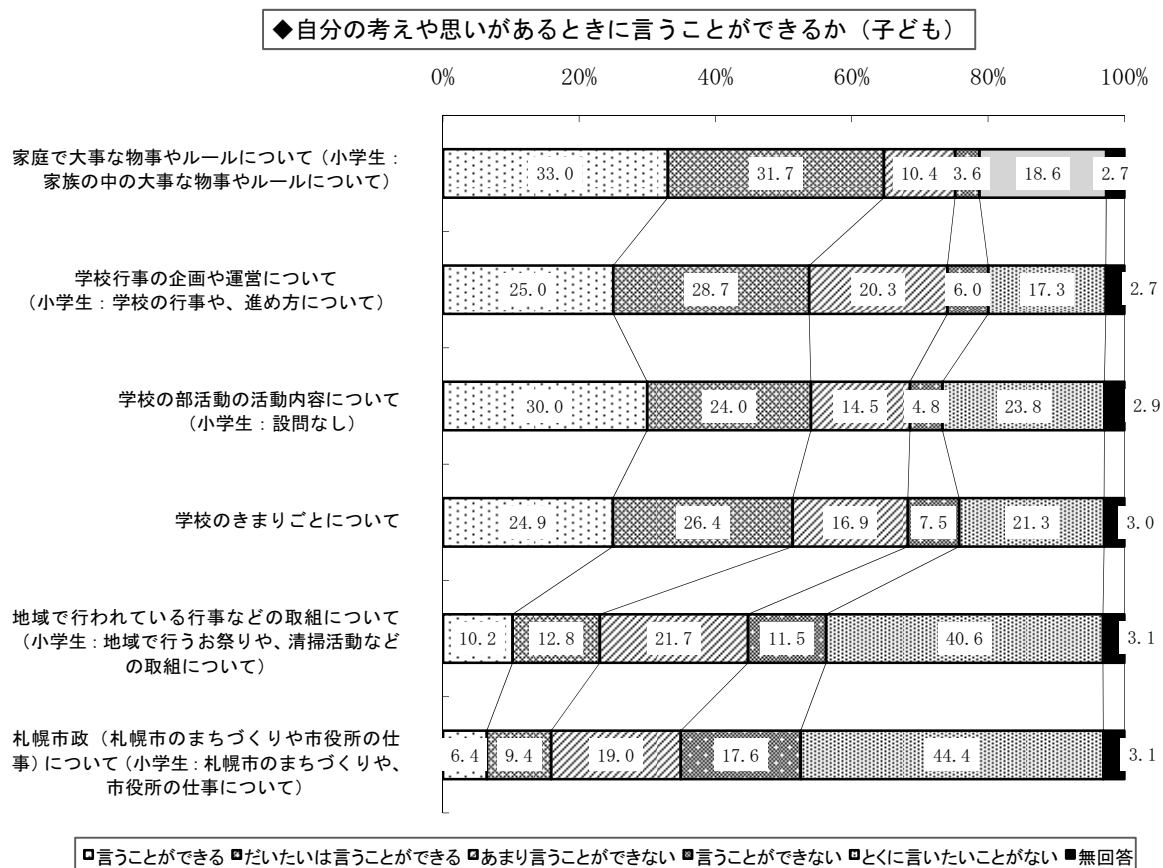 ◆自分の考えや思いがあるときに言うことができるか（子ども）
0% 20% 40% 60% 80% 100%
家庭で大事な物事やルールについて（小学生：
家族の中の大事な物事やルールについて）
33.0 31.7 10.4 3.6 18.6 2.7
学校行事の企画や運営について
（小学生：学校の行事や、進め方について）
25.0 28.7 20.3 6.0 17.3 2.7
学校の部活動の活動内容について
（小学生：設問なし）
30.0 24.0 14.5 4.8 23.8 2.9
学校のきまりごとについて
24.9 26.4 16.9 7.5 21.3 3.0
地域で行われている行事などの取組について
（小学生：地域で行うお祭りや、清掃活動など
の取組について）
10.2 12.8 21.7 11.5 40.6 3.1
札幌市政（札幌市のまちづくりや市役所の仕
事）について（小学生：札幌市のまちづくりや、
市役所の仕事について）
6.4 9.4 19.0 17.6 44.4 3.1
言うことができる だいたいは言うことができる あまり言うことができない 言うことができない とくに言いたいことがない 無回答